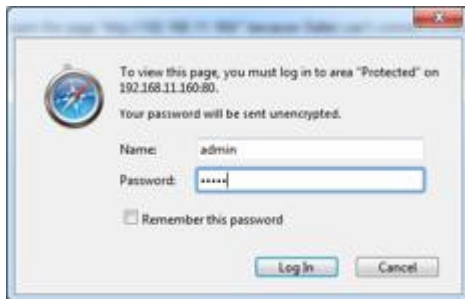 To view this page, you must log in to area "Protected" on
192.168.11.160:80.
Your password will be sent unencrypted.
Name: admin
Password: •••••
Remember this password
Log In Cancel